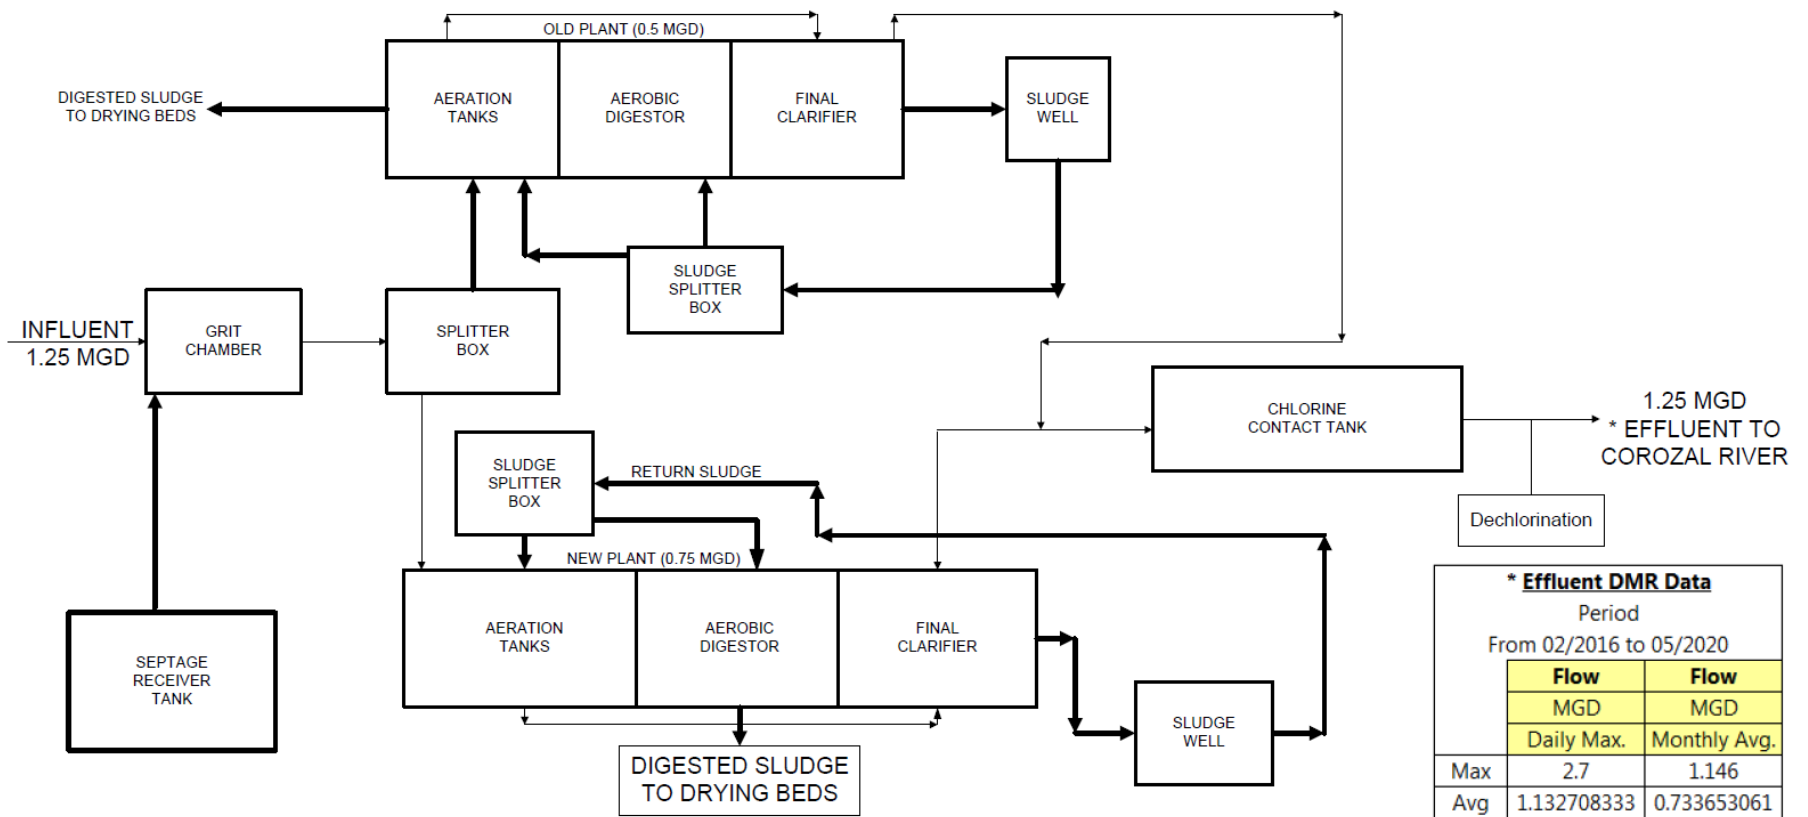 OLD PLANT (0.5 MGD)
DIGESTED SLUDGE
TO DRYING BEDS
AERATION
TANKS
AEROBIC
DIGESTOR
FINAL
CLARIFIER
SLUDGE
WELL
SLUDGE
SPLITTER
BOX
INFLUENT
1.25 MGD
GRIT
CHAMBER
SPLITTER
BOX
CHLORINE
CONTACT TANK
1.25 MGD
* EFFLUENT TO
COROZAL RIVER
SLUDGE
SPLITTER
BOX
RETURN SLUDGE
Dechlorination
NEW PLANT (0.75 MGD)
AERATION
TANKS
AEROBIC
DIGESTOR
FINAL
CLARIFIER
SEPTAGE
RECEIVER
TANK
SLUDGE
WELL
DIGESTED SLUDGE
TO DRYING BEDS
* Effluent DMR Data
Period
From 02/2016 to 05/2020
Flow Flow
MGD MGD
Daily Max. Monthly Avg.
Max 2.7 1.146
Avg 1.132708333 0.733653061